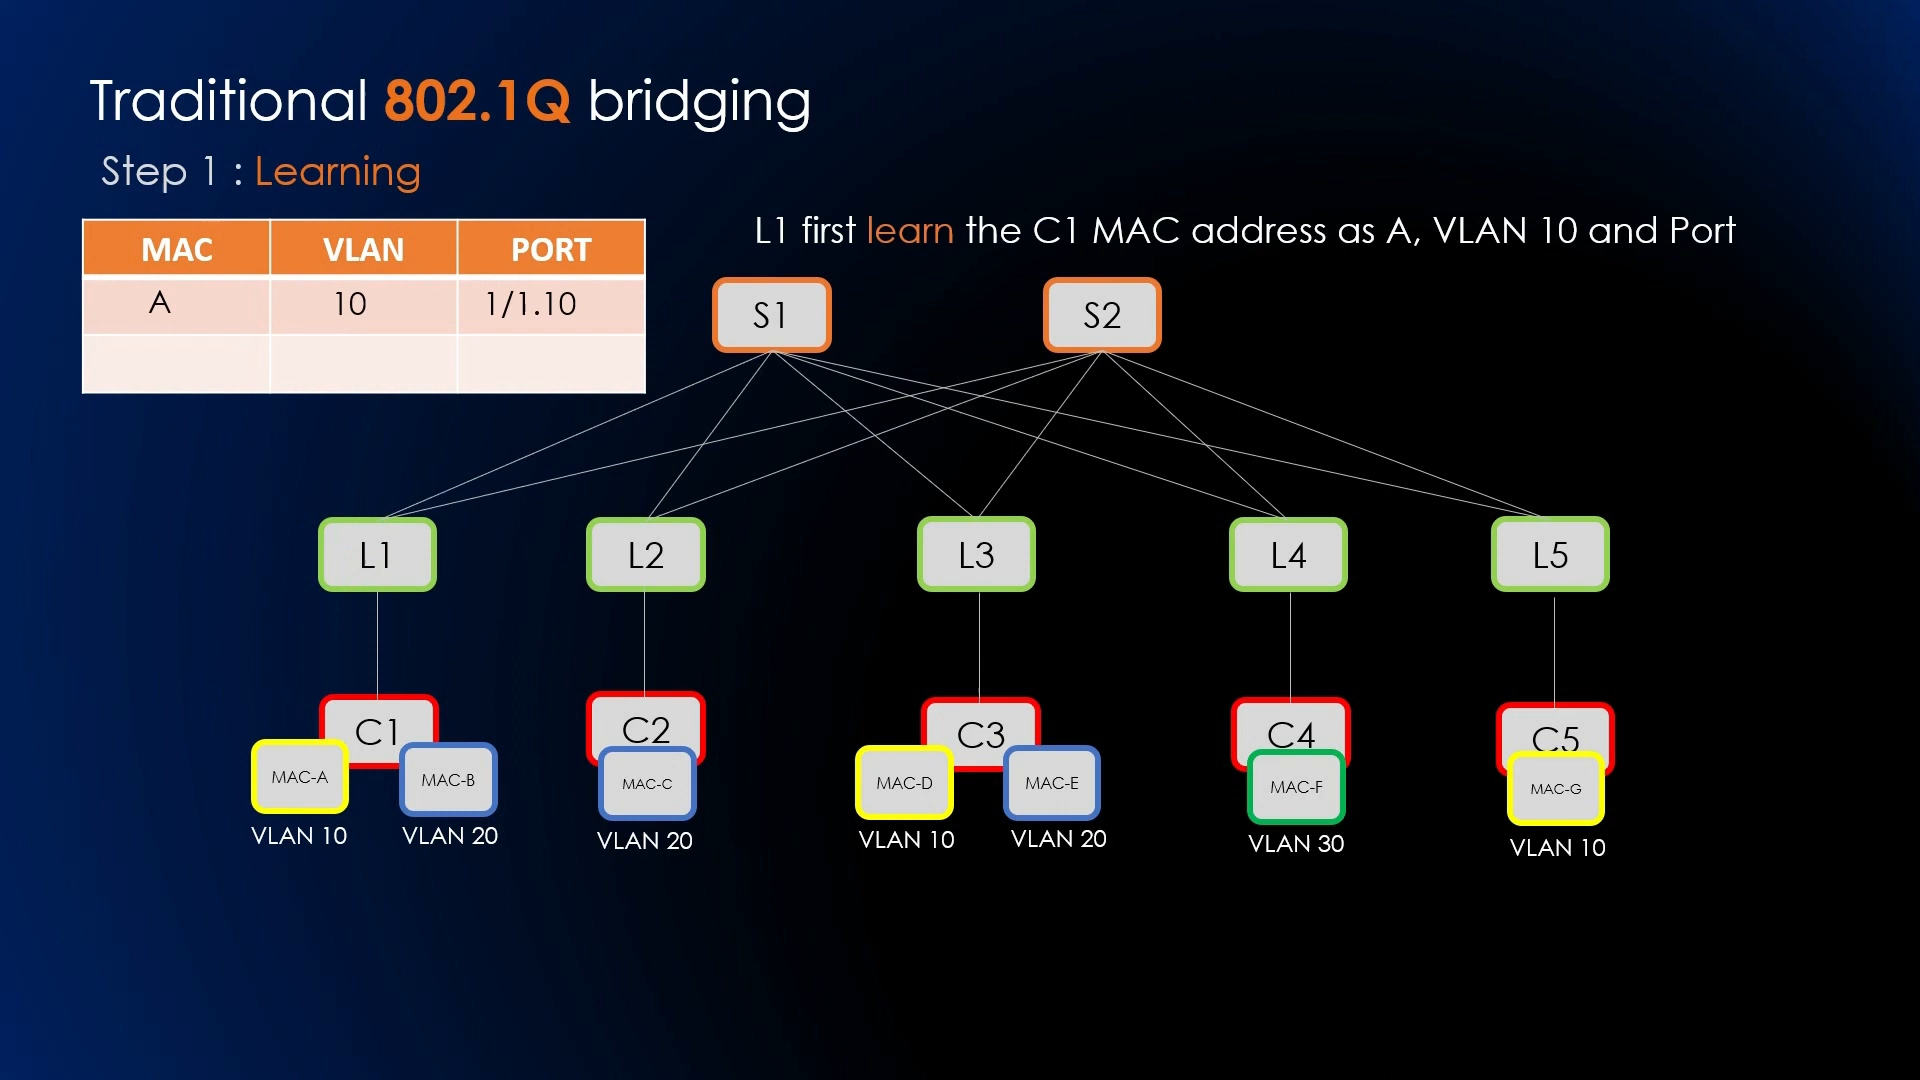 Traditional 802.1Q bridging
Step 1 : Learning
MAC VLAN PORT
A 10 1/1.10
L1 first learn the C1 MAC address as A, VLAN 10 and Port
S1 S2
L1 L2 L3 L4 L5
C1 C2 C3 C4 C5
MAC-A MAC-B MAC-C MAC-D MAC-E MAC-F MAC-G
VLAN 10 VLAN 20 VLAN 20 VLAN 10 VLAN 20 VLAN 30 VLAN 10